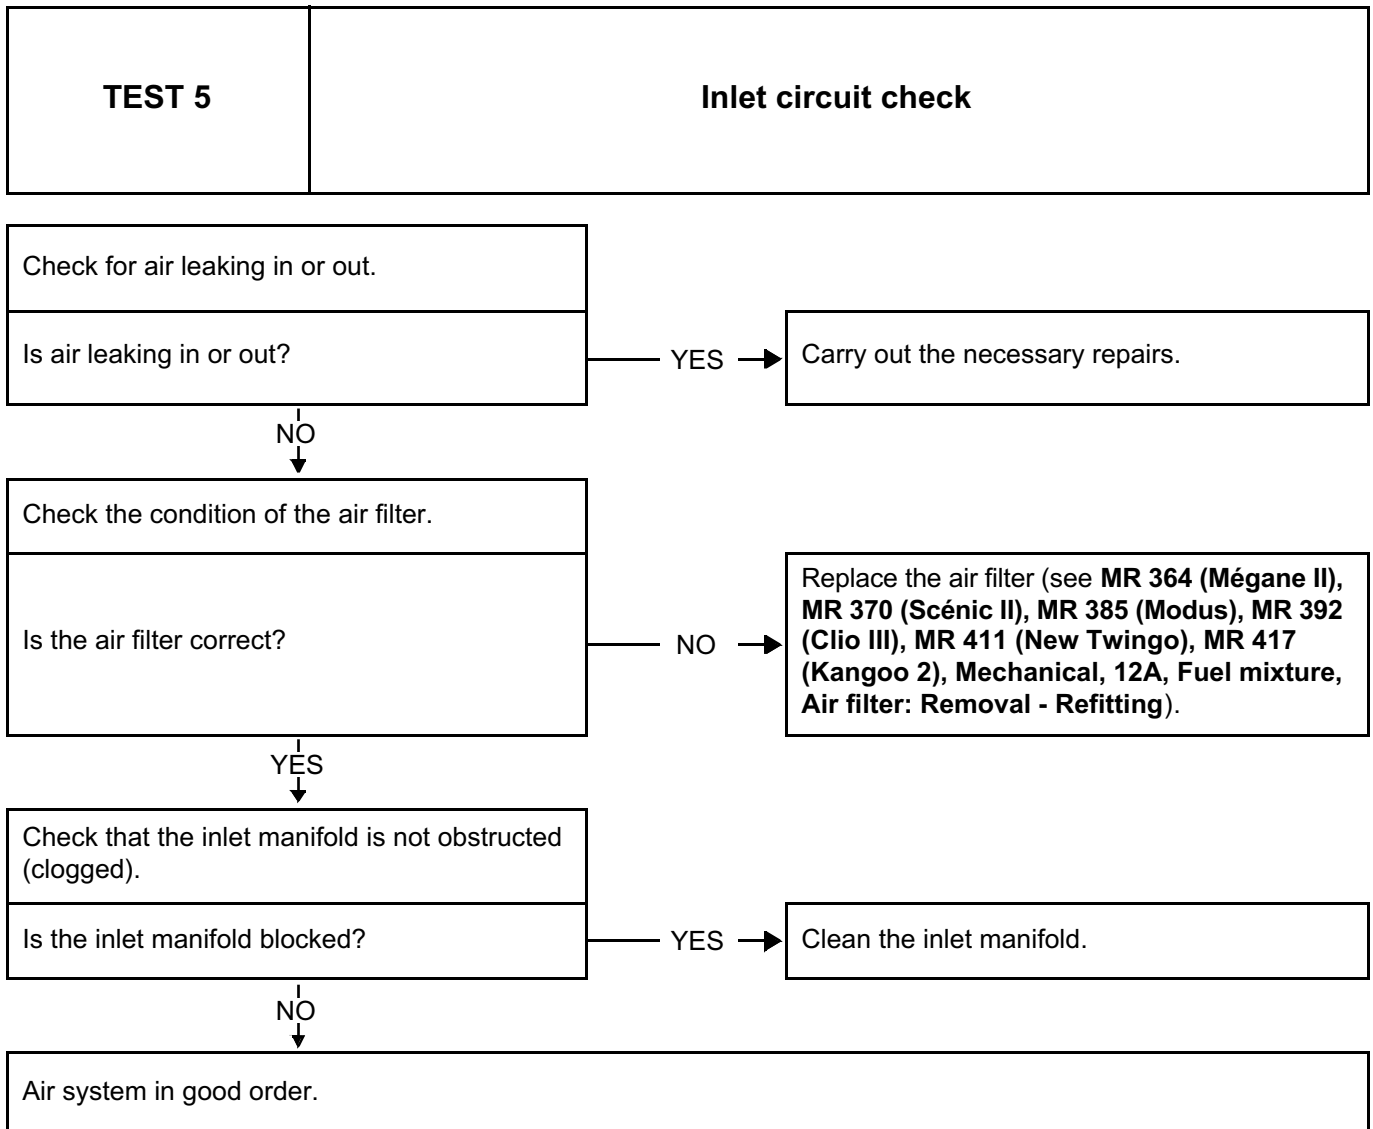 TEST 5
Inlet circuit check
Check for air leaking in or out.
Is air leaking in or out?
YES
Carry out the necessary repairs.
NO
Check the condition of the air filter.
Is the air filter correct?
NO
Replace the air filter (see MR 364 (Mégane II),
MR 370 (Scénic II), MR 385 (Modus), MR 392
(Clio III), MR 411 (New Twingo), MR 417
(Kangoo 2), Mechanical, 12A, Fuel mixture,
Air filter: Removal - Refitting).
YES
Check that the inlet manifold is not obstructed
(clogged).
Is the inlet manifold blocked?
YES
Clean the inlet manifold.
NO
Air system in good order.